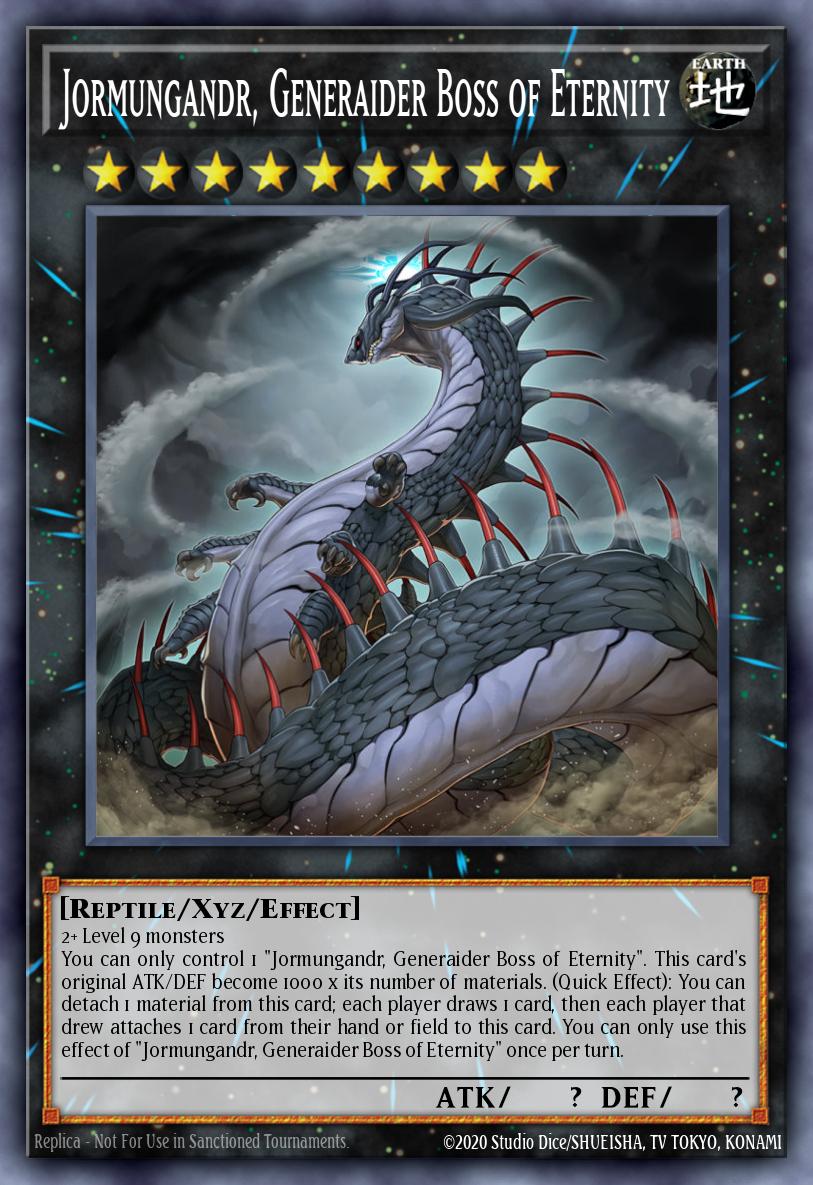 Jormungandr, Generaider Boss of Eternity
EARTH
地
[Reptile/Xyz/Effect]
2+ Level 9 monsters
You can only control 1 "Jormungandr, Generaider Boss of Eternity". This card's
original ATK/DEF become 1000 x its number of materials. (Quick Effect): You can
detach 1 material from this card; each player draws 1 card, then each player that
drew attaches 1 card from their hand or field to this card. You can only use this
effect of "Jormungandr, Generaider Boss of Eternity" once per turn.
ATK/ ? DEF/ ?
Replica - Not For Use in Sanctioned Tournaments.
©2020 Studio Dice/SHUEISHA, TV TOKYO, KONAMI